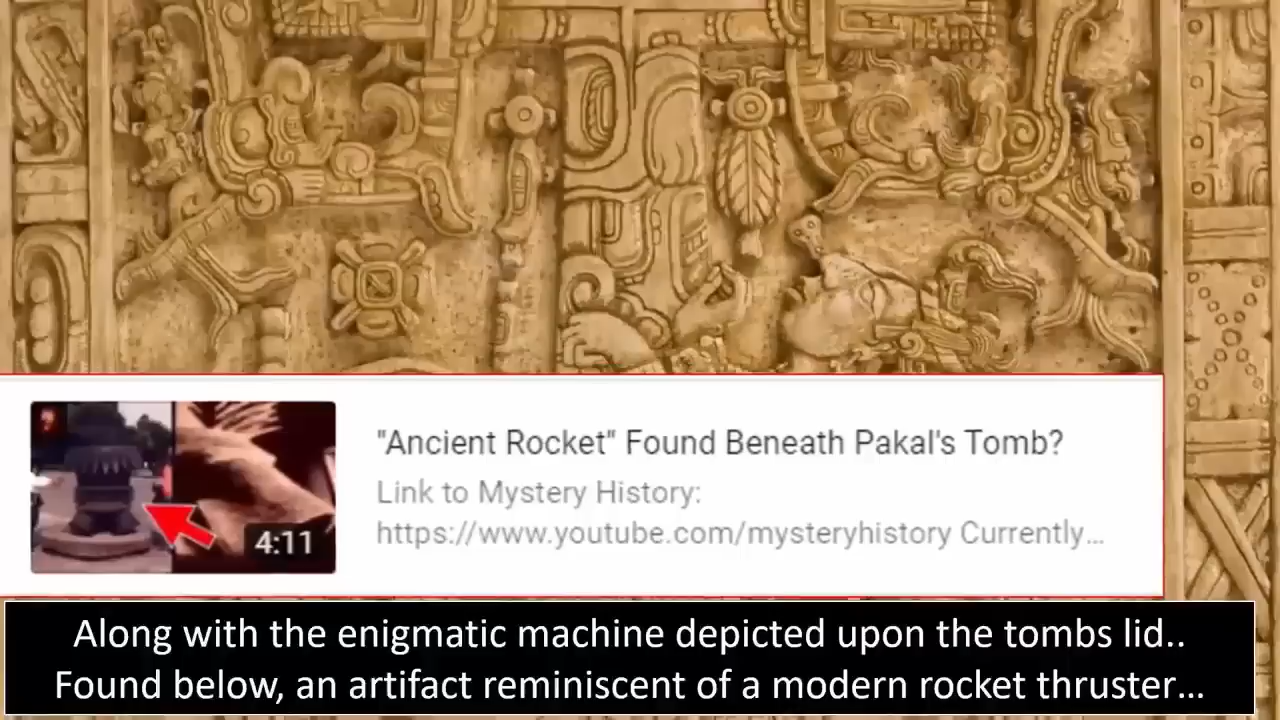 "Ancient Rocket" Found Beneath Pakal's Tomb?
Link to Mystery History:
https://www.youtube.com/mysteryhistory Currently...
4:11
Along with the enigmatic machine depicted upon the tombs lid..
Found below, an artifact reminiscent of a modern rocket thruster...